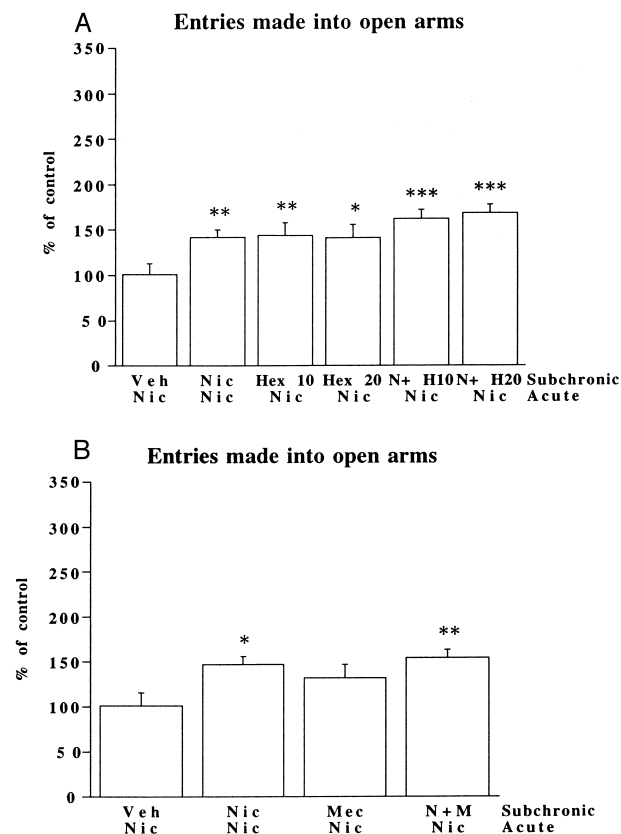 A
Entries made into open arms
350
300
250
200
150
100
50
0
% of control
**
**
*
***
***
Veh Nic Hex 10 Hex 20 N+ H10 N+ H20 Subchronic
Nic Nic Nic Nic Nic Nic Acute
B
Entries made into open arms
350
300
250
200
150
100
50
0
% of control
*
**
Veh Nic Mec N+M Subchronic
Nic Nic Nic Nic Acute